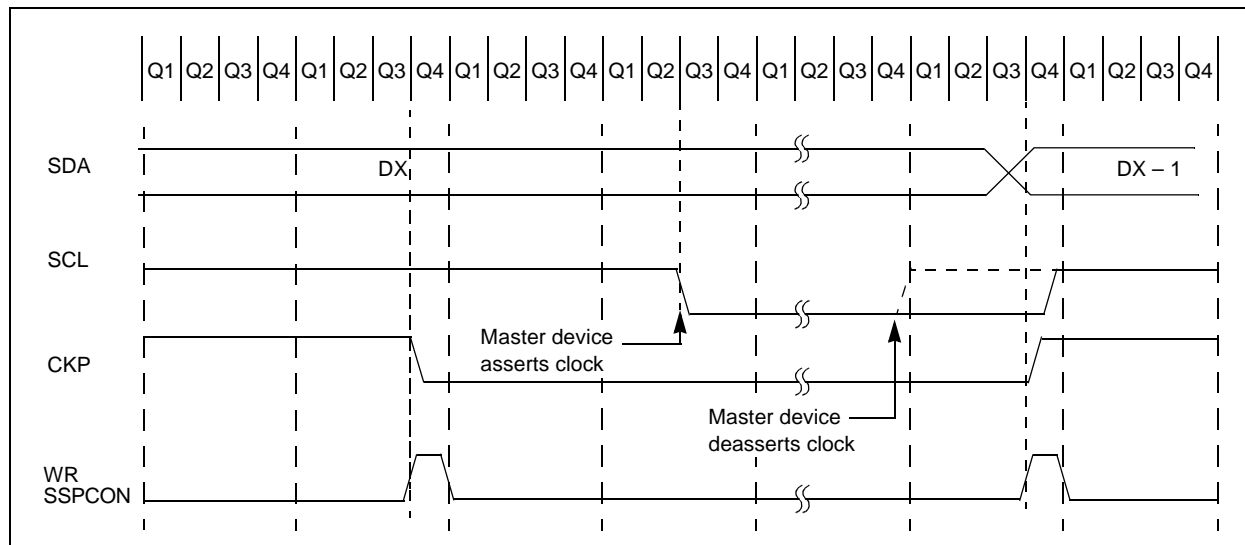 Q1 Q2 Q3 Q4 Q1 Q2 Q3 Q4 Q1 Q2 Q3 Q4 Q1 Q2 Q3 Q4 Q1 Q2 Q3 Q4 Q1 Q2 Q3 Q4 Q1 Q2 Q3 Q4
SDA DX DX – 1
SCL
Master device
asserts clock
CKP
Master device
deasserts clock
WR
SSPCON